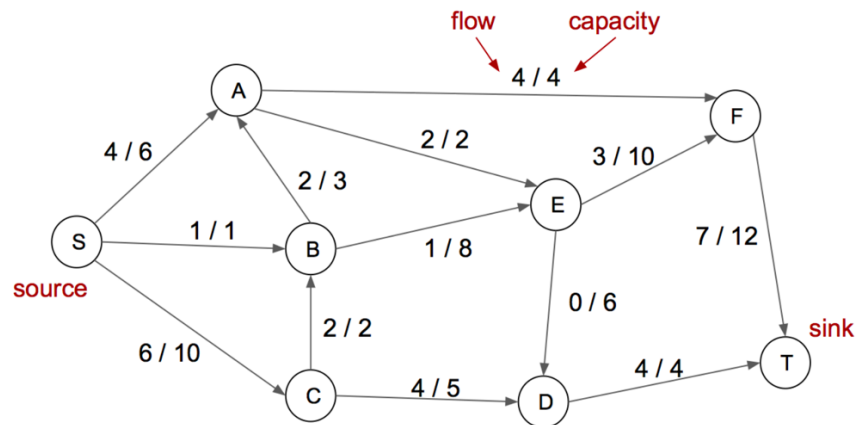 flow capacity
4 / 4
A
F
4 / 6
2 / 2
3 / 10
2 / 3
E
S
1 / 1
B
1 / 8
7 / 12
source
0 / 6
2 / 2
sink
6 / 10
4 / 4
T
C
4 / 5
D